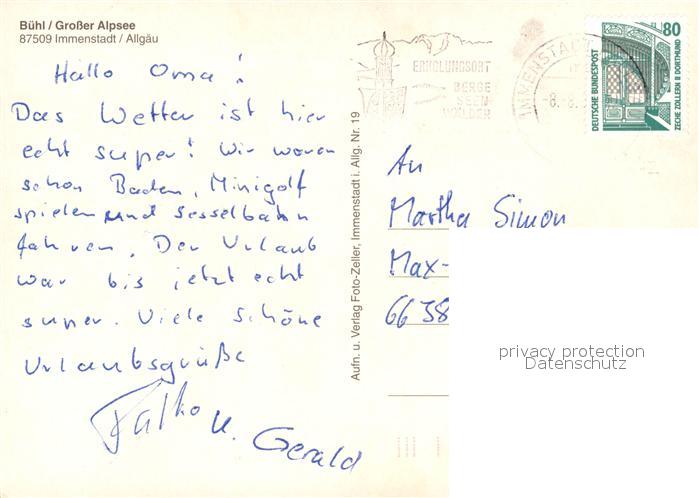 Bühl / Großer Alpsee
87509 Immenstadt / Allgäu
Hallo Oma!
Das Wetter ist hier
echt super! Wir waren
schon Baden, Minigolf
spielen und Sesselbahn
fahren. Der Urlaub
war bis jetzt echt
super. Viele schöne
Urlaubsgrüße
Falko u. Gerald
Aufn. u. Verlag Foto-Zeller, Immenstadt i. Allg. Nr. 19
ERHOLUNGSORT
BERGE
SEEN
WÄLDER
IMMENSTADT
-8.-8.
80
DEUTSCHE BUNDESPOST
ZECHE ZOLLERN II DORTMUND
An
Martha Simon
Max-
6638
privacy protection
Datenschutz